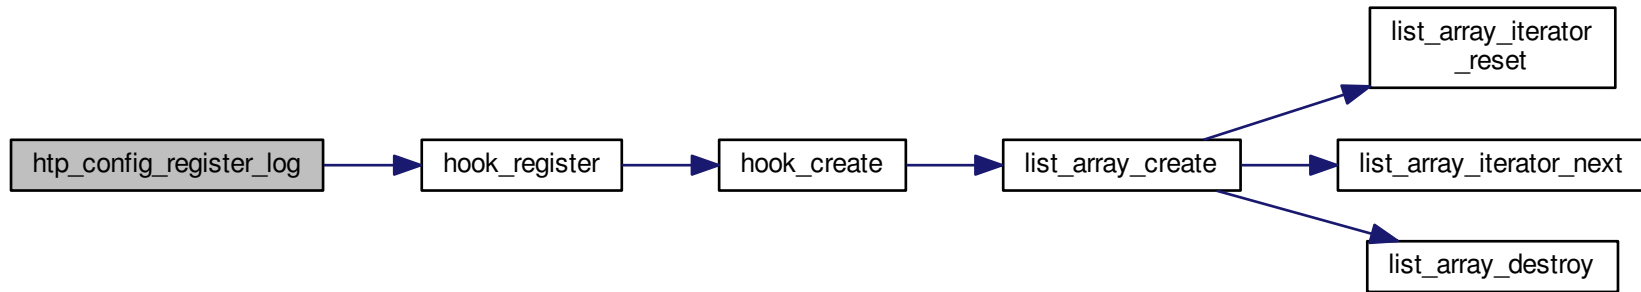 htp_config_register_log
hook_register
hook_create
list_array_create
list_array_iterator
_reset
list_array_iterator_next
list_array_destroy